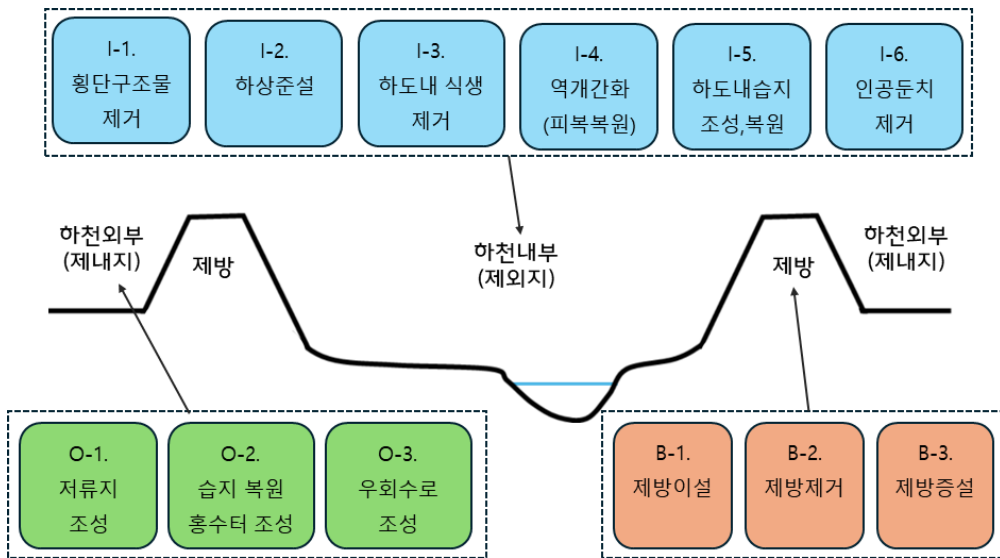 I-1.
횡단구조물
제거
I-2.
하상준설
I-3.
하도내 식생
제거
I-4.
역개간화
(피복복원)
I-5.
하도내습지
조성,복원
I-6.
인공둔치
제거
하천외부
(제내지)
제방
하천내부
(제외지)
제방
하천외부
(제내지)
O-1.
저류지
조성
O-2.
습지 복원
홍수터 조성
O-3.
우회수로
조성
B-1.
제방이설
B-2.
제방제거
B-3.
제방증설